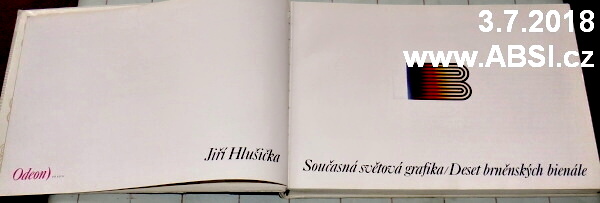 3.7.2018
www.ABSI.cz
B
Jiří Hlušička
Současná světová grafika/Deset brněnských bienále
Odeon)